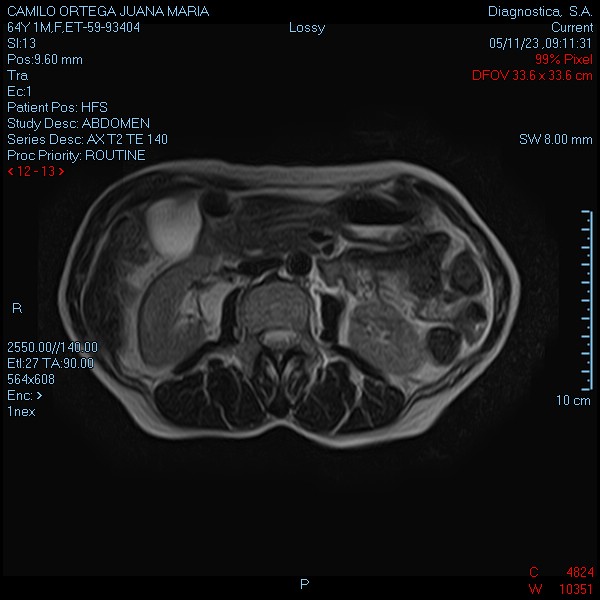 CAMILO ORTEGA JUANA MARIA
64Y 1M,F,ET-59-93404
Sl:13
Pos:9.60 mm
Tra
Ec:1
Patient Pos: HFS
Study Desc: ABDOMEN
Series Desc: AX T2 TE 140
Proc Priority: ROUTINE
< 12 - 13 >
Lossy
Diagnostica, S.A.
Current
05/11/23 ,09:11:31
99% Pixel
DFOV 33.6 x 33.6 cm
SW 8.00 mm
R
2550.00//140.00
Etl:27 TA:90.00
564x608
Enc: >
1nex
10 cm
P
C 4824
W 10351